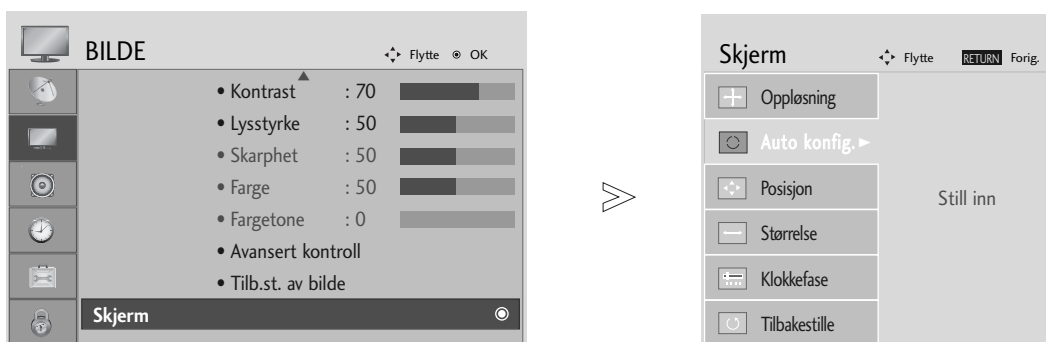 BILDE Flytte OK
• Kontrast : 70
• Lysstyrke : 50
• Skarphet : 50
• Farge : 50
• Fargetone : 0
• Avansert kontroll
• Tilb.st. av bilde
Skjerm
Skjerm Flytte RETURN Forig.
Oppløsning
Auto konfig. ►
Posisjon
Størrelse
Klokkefase
Tilbakestille
Still inn